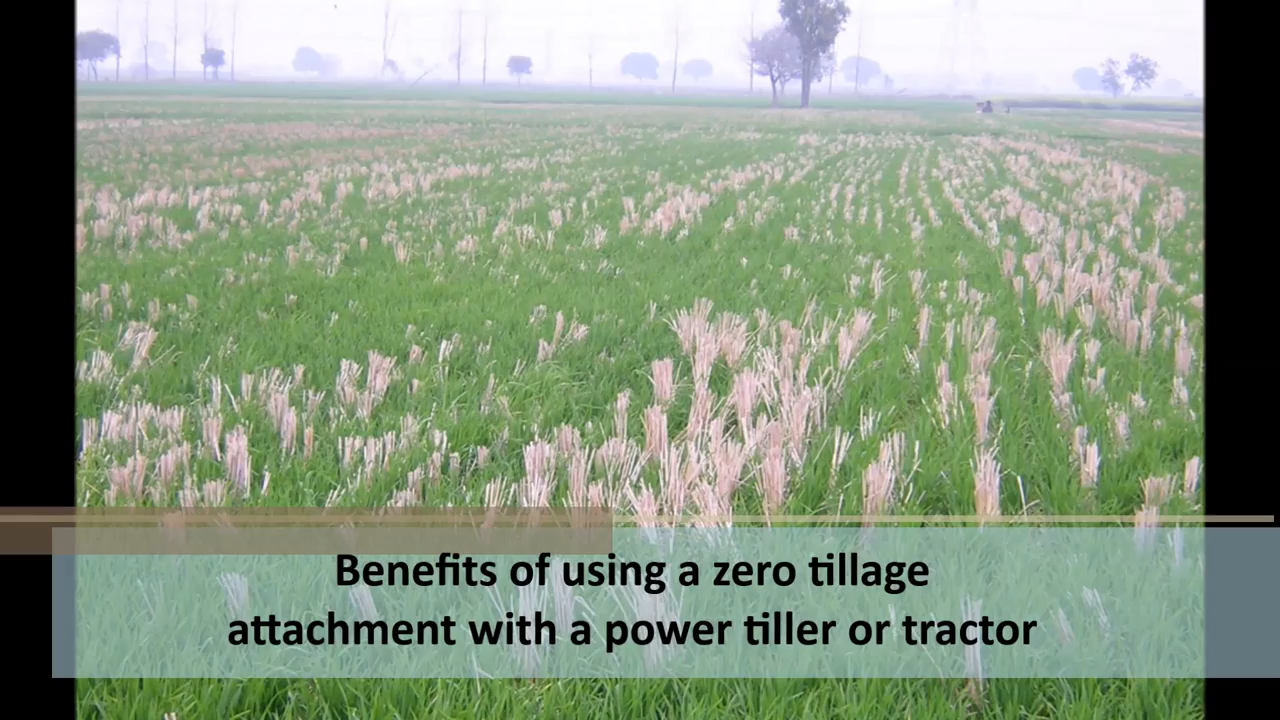 Benefits of using a zero tillage
attachment with a power tiller or tractor